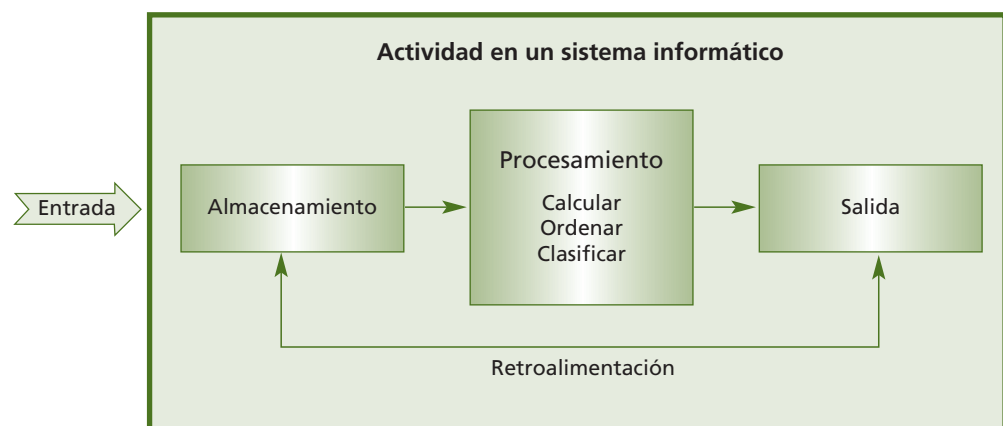 Actividad en un sistema informático
Entrada
Almacenamiento
Procesamiento
Calcular
Ordenar
Clasificar
Salida
Retroalimentación